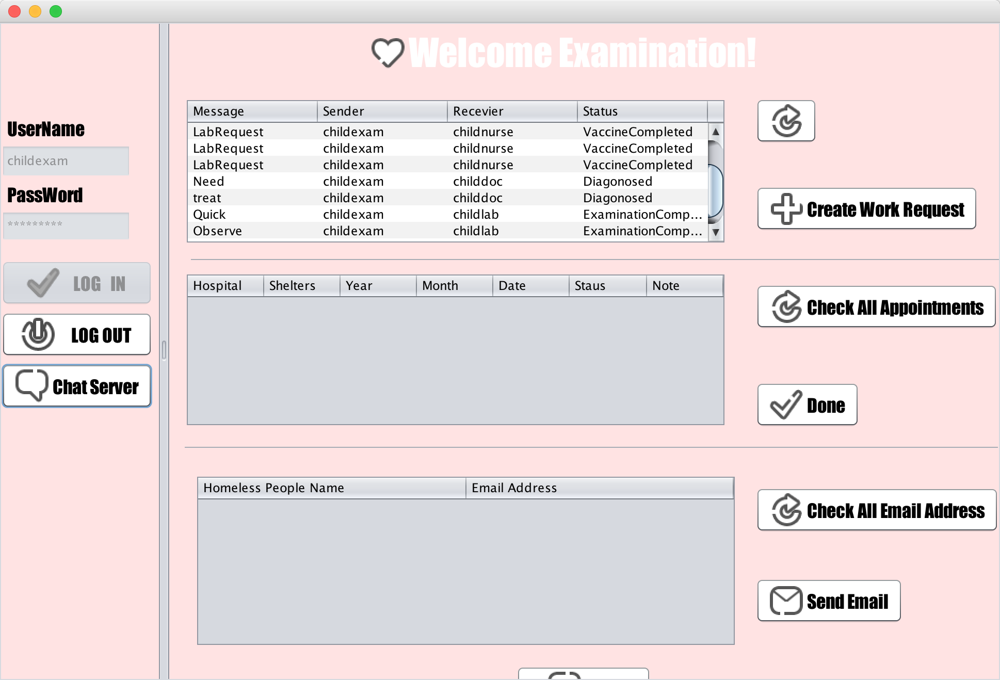 Welcome Examination!
UserName
childexam
PassWord
*********
LOG IN
LOG OUT
Chat Server
Message Sender Recevier Status
LabRequest childexam childnurse VaccineCompleted
LabRequest childexam childnurse VaccineCompleted
LabRequest childexam childnurse VaccineCompleted
Need childexam childdoc Diagonosed
treat childexam childdoc Diagonosed
Quick childexam childlab ExaminationComp...
Observe childexam childlab ExaminationComp...
Create Work Request
Hospital Shelters Year Month Date Staus Note
Check All Appointments
Done
Homeless People Name Email Address
Check All Email Address
Send Email